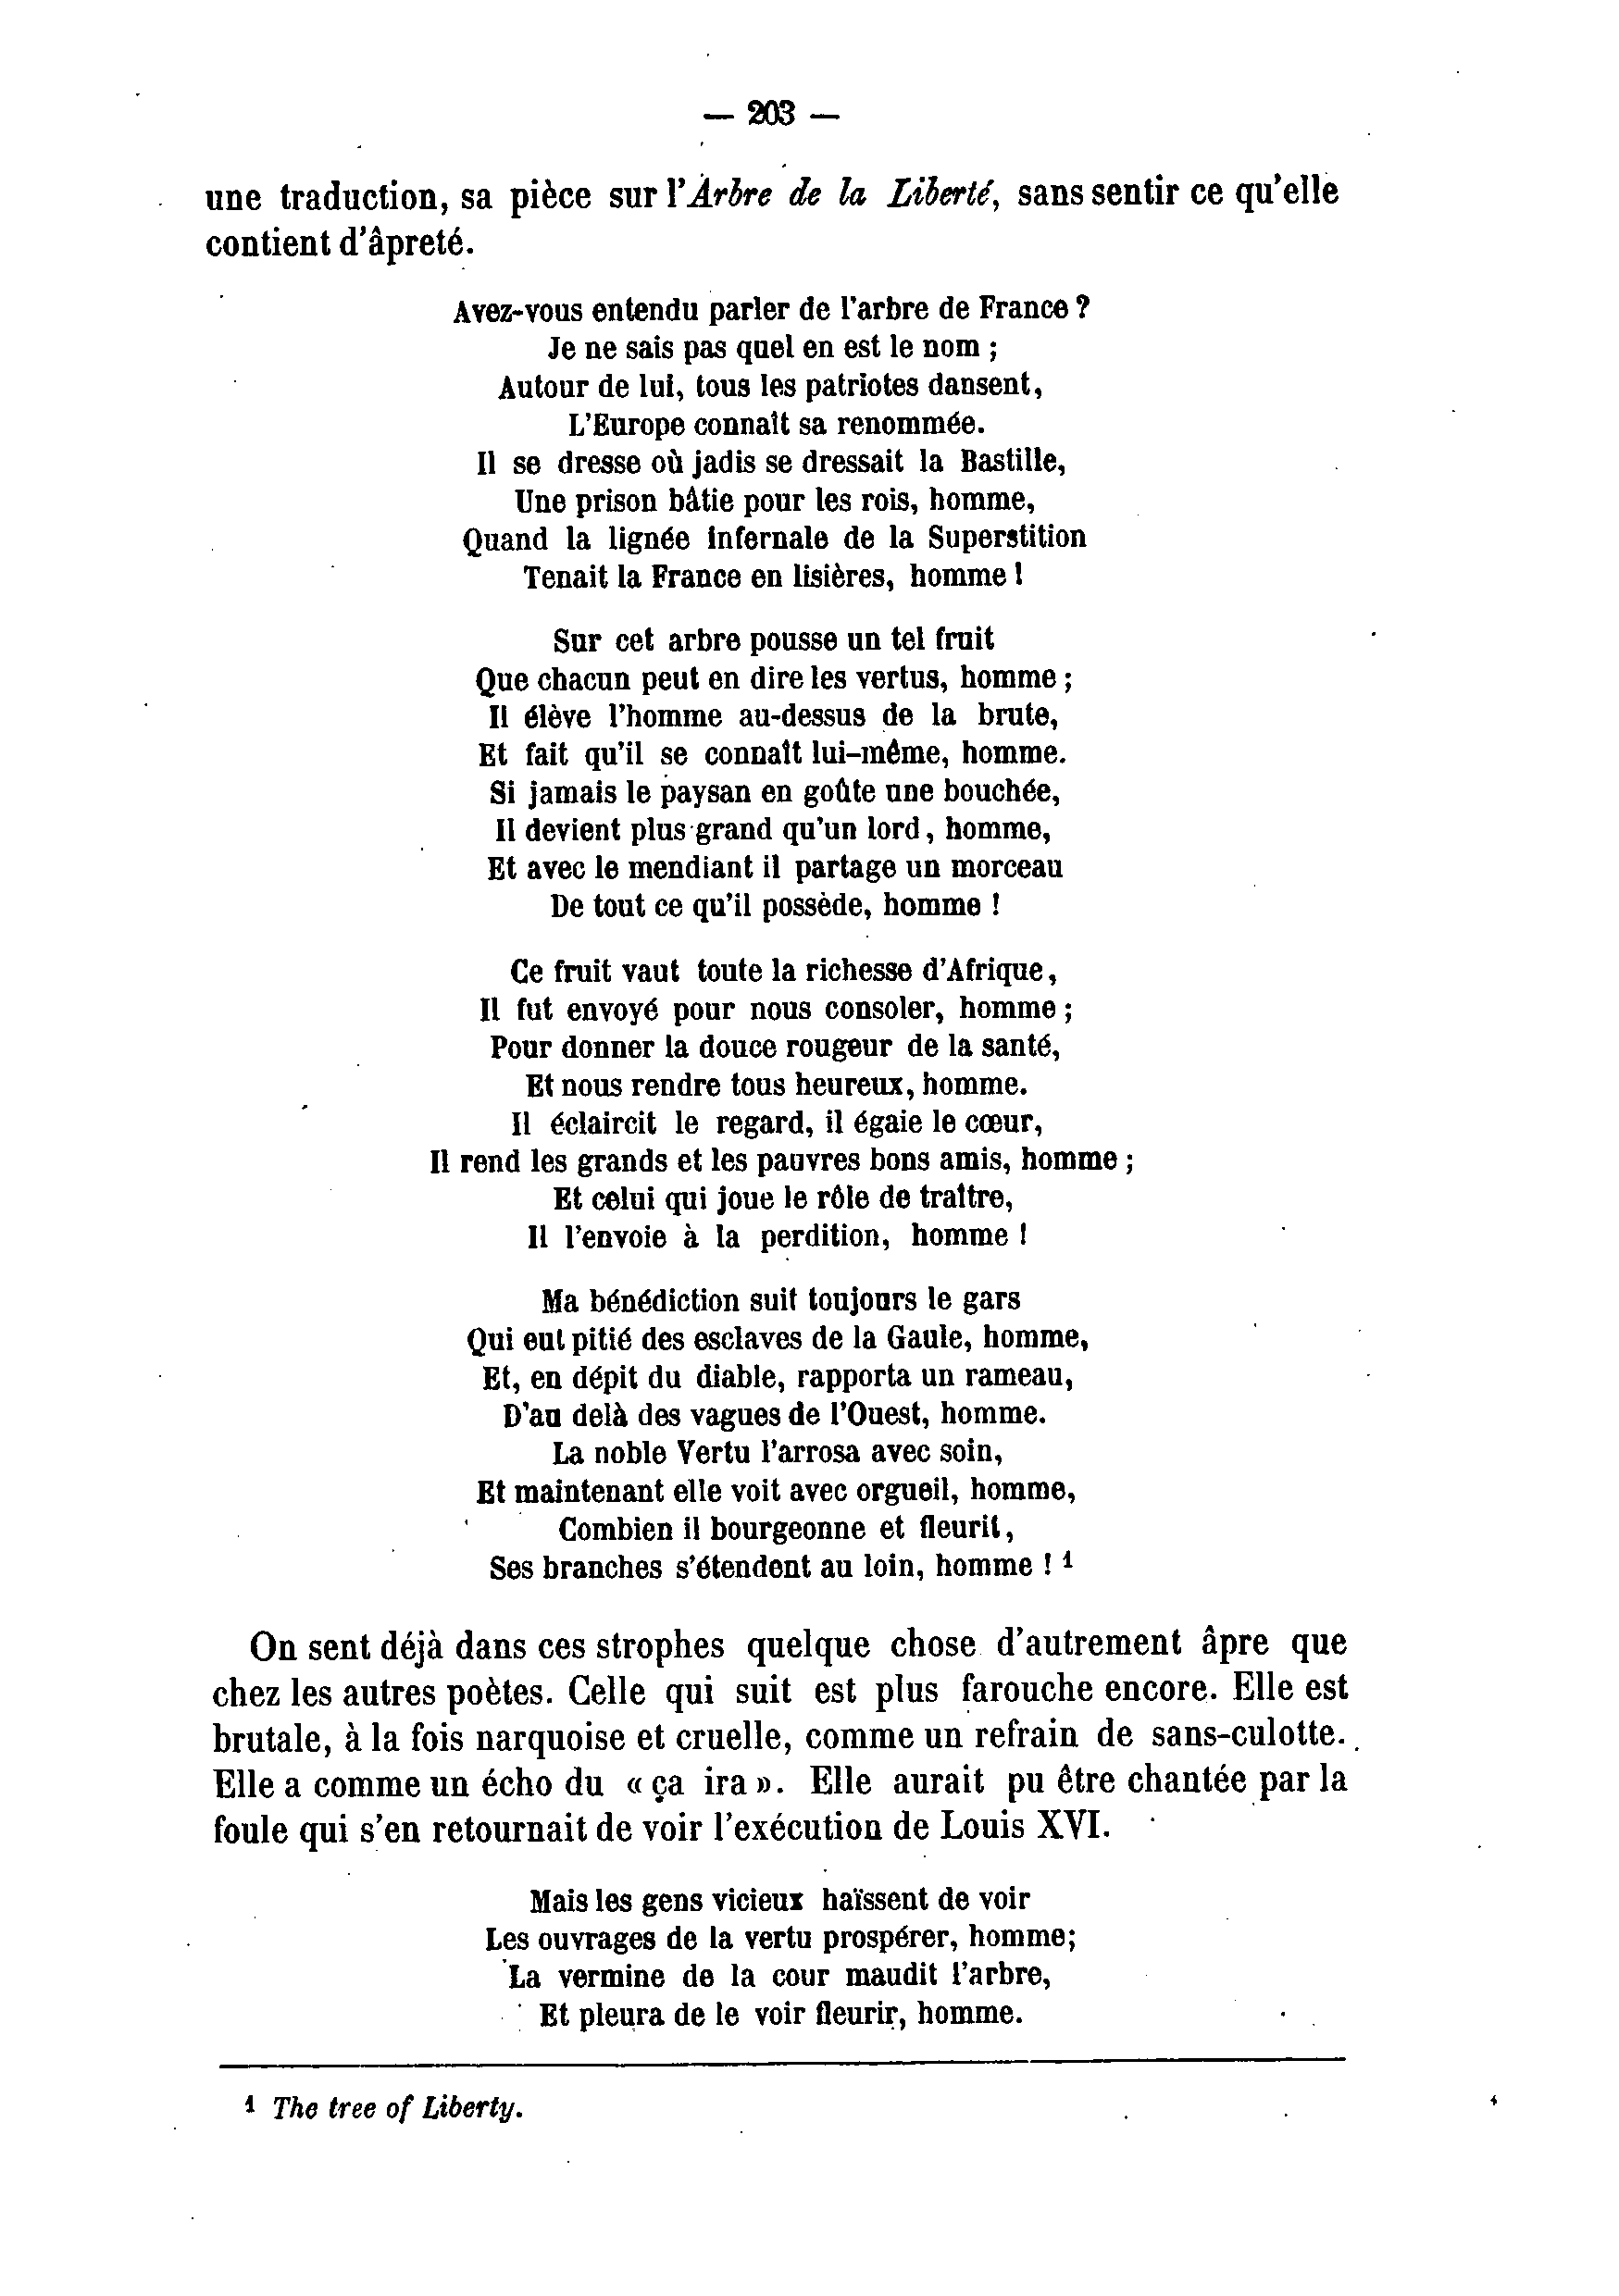 — 203 —
une traduction, sa pièce sur l'Arbre de la Liberté, sans sentir ce qu'elle
contient d'âpreté.
Avez-vous entendu parler de l'arbre de France ?
Je ne sais pas quel en est le nom ;
Autour de lui, tous les patriotes dansent,
L'Europe connaît sa renommée.
Il se dresse où jadis se dressait la Bastille,
Une prison bâtie pour les rois, homme,
Quand la lignée infernale de la Superstition
Tenait la France en lisières, homme !
Sur cet arbre pousse un tel fruit
Que chacun peut en dire les vertus, homme ;
Il élève l'homme au-dessus de la brute,
Et fait qu'il se connaît lui-même, homme.
Si jamais le paysan en goûte une bouchée,
Il devient plus grand qu'un lord, homme,
Et avec le mendiant il partage un morceau
De tout ce qu'il possède, homme !
Ce fruit vaut toute la richesse d'Afrique,
Il fut envoyé pour nous consoler, homme ;
Pour donner la douce rougeur de la santé,
Et nous rendre tous heureux, homme.
Il éclaircit le regard, il égaie le cœur,
Il rend les grands et les pauvres bons amis, homme ;
Et celui qui joue le rôle de traître,
Il l'envoie à la perdition, homme !
Ma bénédiction suit toujours le gars
Qui eut pitié des esclaves de la Gaule, homme,
Et, en dépit du diable, rapporta un rameau,
D'au delà des vagues de l'Ouest, homme.
La noble Vertu l'arrosa avec soin,
Et maintenant elle voit avec orgueil, homme,
Combien il bourgeonne et fleurit,
Ses branches s'étendent au loin, homme ! 1
On sent déjà dans ces strophes quelque chose d'autrement âpre que
chez les autres poètes. Celle qui suit est plus farouche encore. Elle est
brutale, à la fois narquoise et cruelle, comme un refrain de sans-culotte.
Elle a comme un écho du « ça ira ». Elle aurait pu être chantée par la
foule qui s'en retournait de voir l'exécution de Louis XVI.
Mais les gens vicieux haïssent de voir
Les ouvrages de la vertu prospérer, homme;
La vermine de la cour maudit l'arbre,
Et pleura de le voir fleurir, homme.
1 The tree of Liberty.